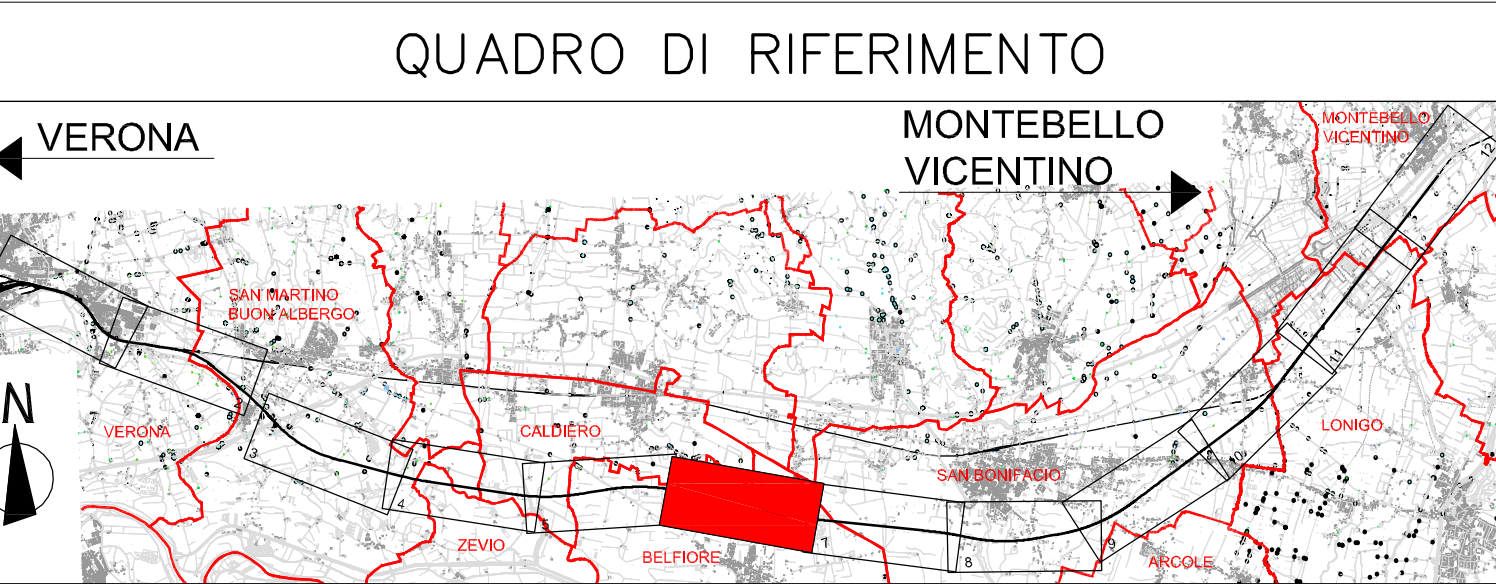 QUADRO DI RIFERIMENTO
VERONA
MONTEBELLO
VICENTINO
MONTEBELLO
VICENTINO
12
SAN MARTINO
BUON ALBERGO
11
N
VERONA
CALDIERO
LONIGO
3
10
SAN BONIFACIO
4
5
ZEVIO
BELFIORE
7
8
9
ARCOLE